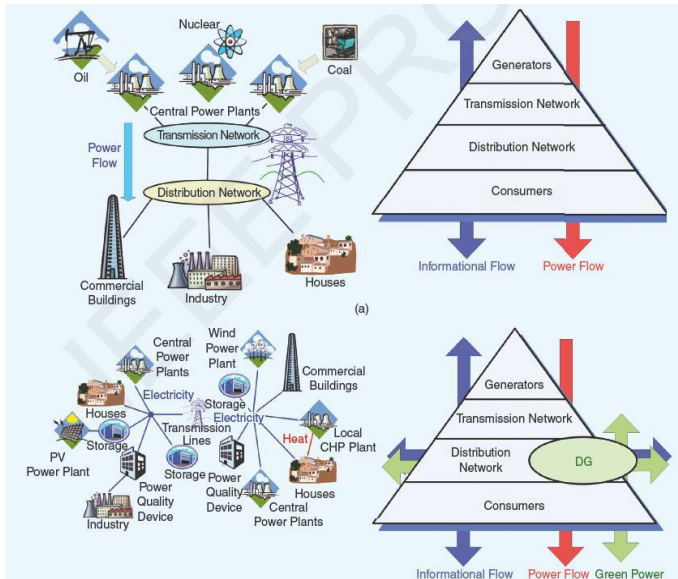 Nuclear
Oil
Coal
Central Power Plants
Transmission Network
Power
Flow
Distribution Network
Commercial
Buildings
Industry
Houses
Generators
Transmission Network
Distribution Network
Consumers
Informational Flow
Power Flow
(a)
Central
Power
Plants
Wind
Power
Plant
Commercial
Buildings
Electricity
Storage
Houses
Electricity
Transmission
Lines
Storage
PV
Power Plant
Storage
Heat
Local
CHP Plant
Power
Quality
Device
Power
Quality
Device
Houses
Industry
Central
Power Plants
Generators
Transmission Network
Distribution
Network
DG
Consumers
Informational Flow
Power Flow
Green Power
IEEE PRO